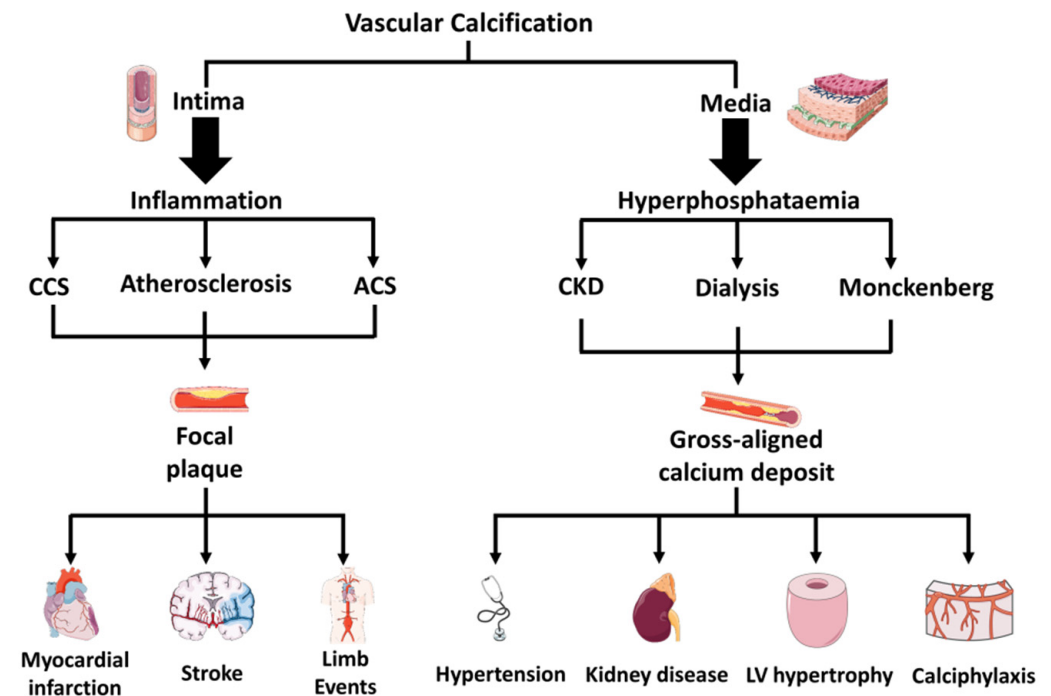 Vascular Calcification
Intima
Media
Inflammation
Hyperphosphataemia
CCS
Atherosclerosis
ACS
CKD
Dialysis
Monckenberg
Focal
plaque
Gross-aligned
calcium deposit
Myocardial
infarction
Stroke
Limb
Events
Hypertension
Kidney disease
LV hypertrophy
Calciphylaxis